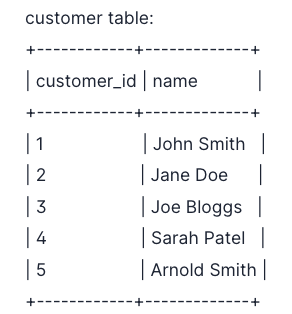 customer table:
+------------+-------------+
| customer_id | name |
+------------+-------------+
| 1 | John Smith |
| 2 | Jane Doe |
| 3 | Joe Bloggs |
| 4 | Sarah Patel |
| 5 | Arnold Smith |
+------------+-------------+